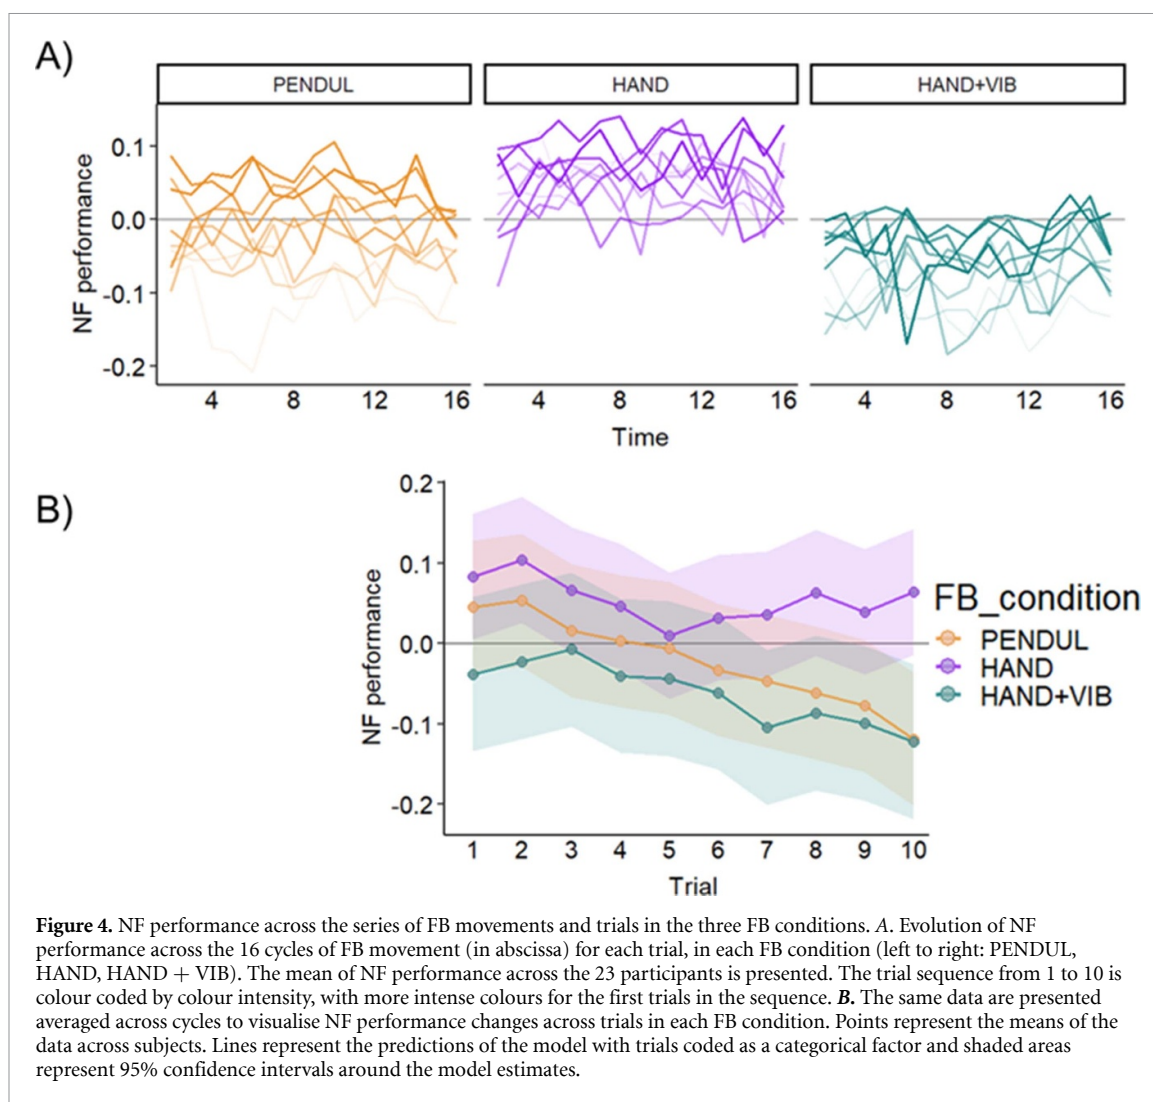 A)
PENDUL HAND HAND+VIB
NF performance
0.1
0.0
-0.1
-0.2
4 8 12 16 4 8 12 16 4 8 12 16
Time
B)
NF performance
0.2
0.1
0.0
-0.1
-0.2
1 2 3 4 5 6 7 8 9 10
Trial
FB_condition
PENDUL
HAND
HAND+VIB
Figure 4. NF performance across the series of FB movements and trials in the three FB conditions. A. Evolution of NF
performance across the 16 cycles of FB movement (in abscissa) for each trial, in each FB condition (left to right: PENDUL,
HAND, HAND + VIB). The mean of NF performance across the 23 participants is presented. The trial sequence from 1 to 10 is
colour coded by colour intensity, with more intense colours for the first trials in the sequence. B. The same data are presented
averaged across cycles to visualise NF performance changes across trials in each FB condition. Points represent the means of the
data across subjects. Lines represent the predictions of the model with trials coded as a categorical factor and shaded areas
represent 95% confidence intervals around the model estimates.